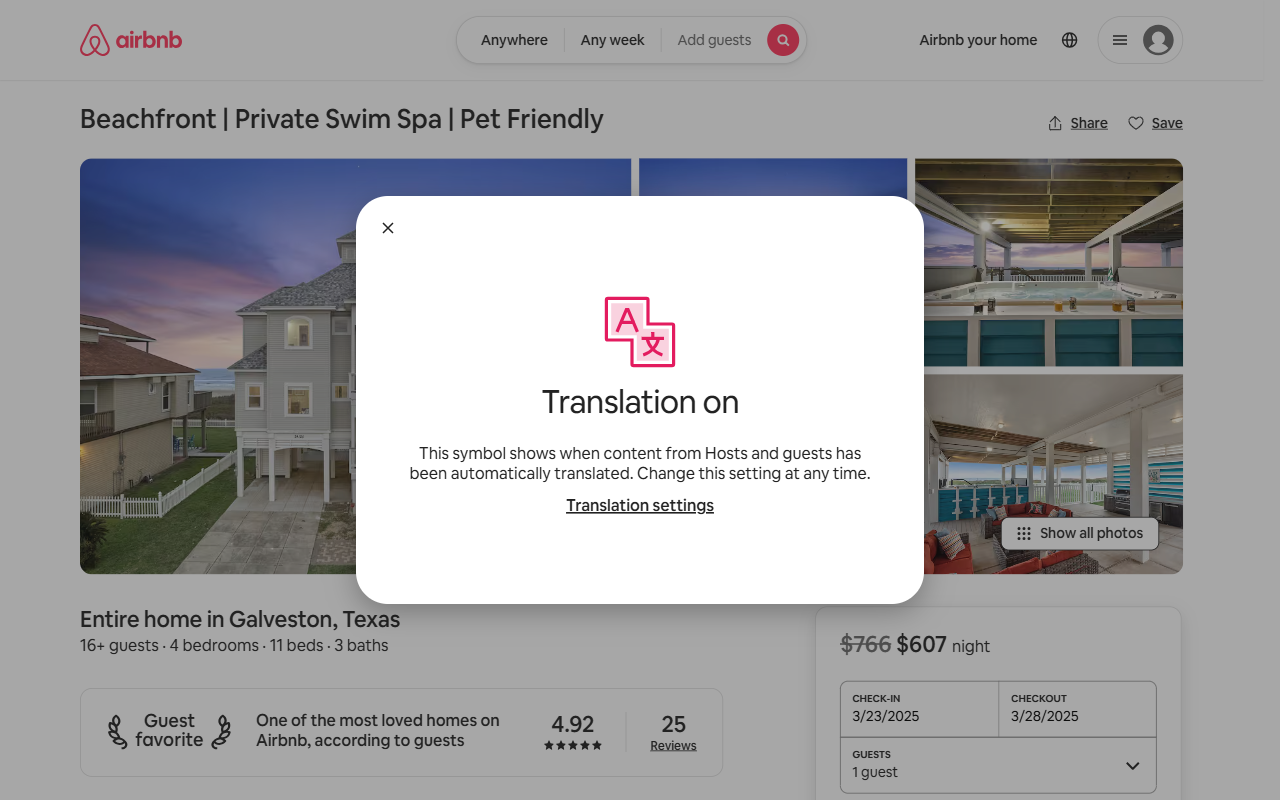 airbnb
Anywhere
Any week
Add guests
Airbnb your home
Beachfront | Private Swim Spa | Pet Friendly
Share
Save
A
文
Translation on
This symbol shows when content from Hosts and guests has
been automatically translated. Change this setting at any time.
Translation settings
Show all photos
Entire home in Galveston, Texas
16+ guests · 4 bedrooms · 11 beds · 3 baths
Guest
favorite
One of the most loved homes on
Airbnb, according to guests
4.92
25
Reviews
$766 $607 night
CHECK-IN
3/23/2025
CHECKOUT
3/28/2025
GUESTS
1 guest